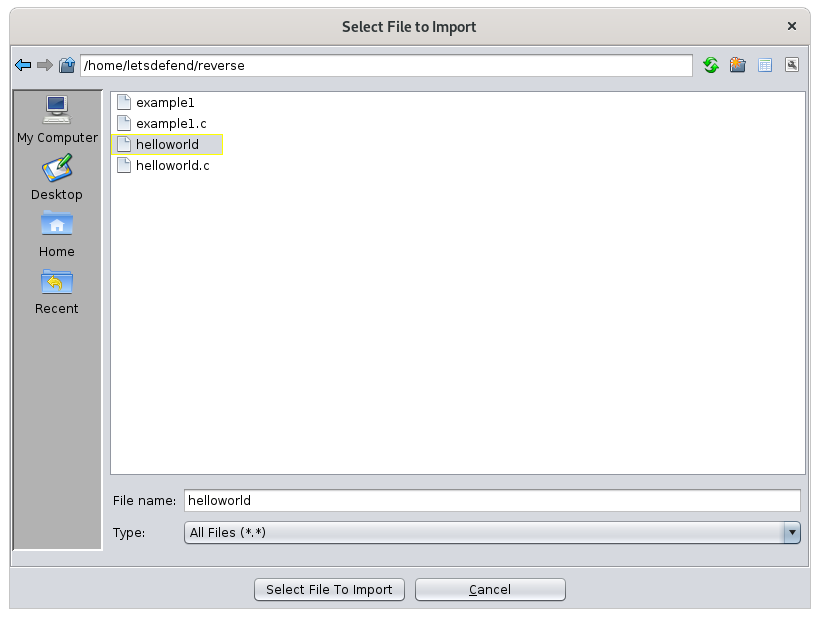 Select File to Import
/home/letsdefend/reverse
My Computer
Desktop
Home
Recent
example1
example1.c
helloworld
helloworld.c
File name: helloworld
Type: All Files (*.*)
Select File To Import
Cancel